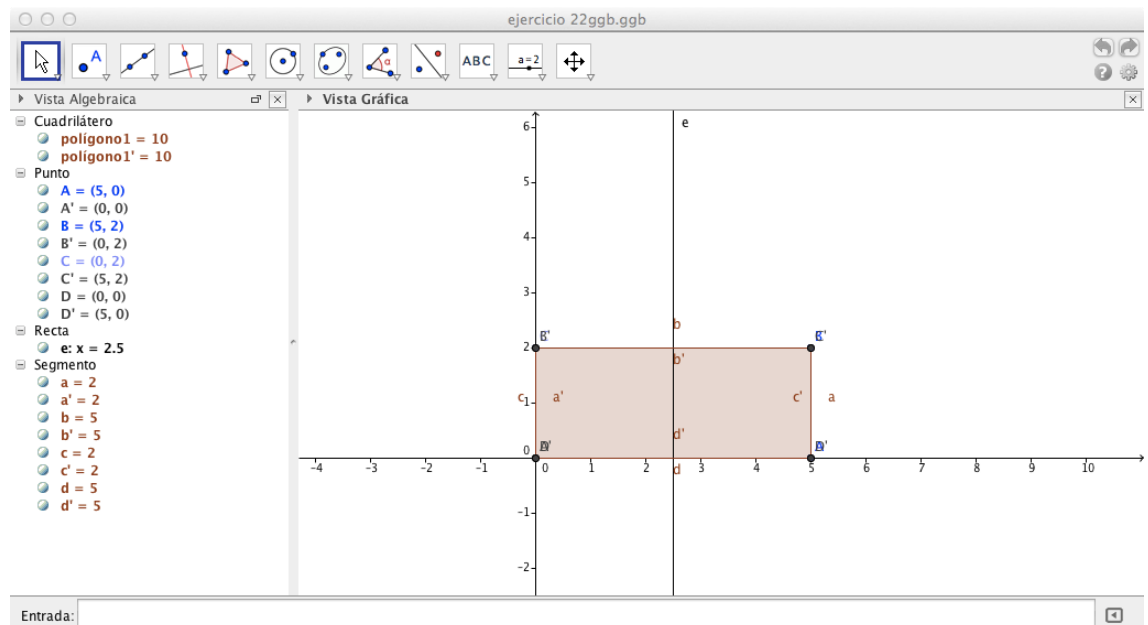 ejercicio 22ggb.ggb
A
α
ABC
a=2
Vista Algebraica
Vista Gráfica
Cuadrilátero
polígono1 = 10
polígono1' = 10
Punto
A = (5, 0)
A' = (0, 0)
B = (5, 2)
B' = (0, 2)
C = (0, 2)
C' = (5, 2)
D = (0, 0)
D' = (5, 0)
Recta
e: x = 2.5
Segmento
a = 2
a' = 2
b = 5
b' = 5
c = 2
c' = 2
d = 5
d' = 5
6
e
5
4
3
b
2
b'
c 1 a' c' a
d'
0
-4 -3 -2 -1 0 1 2 3 4 5 6 7 8 9 10
d
-1
-2
Entrada: